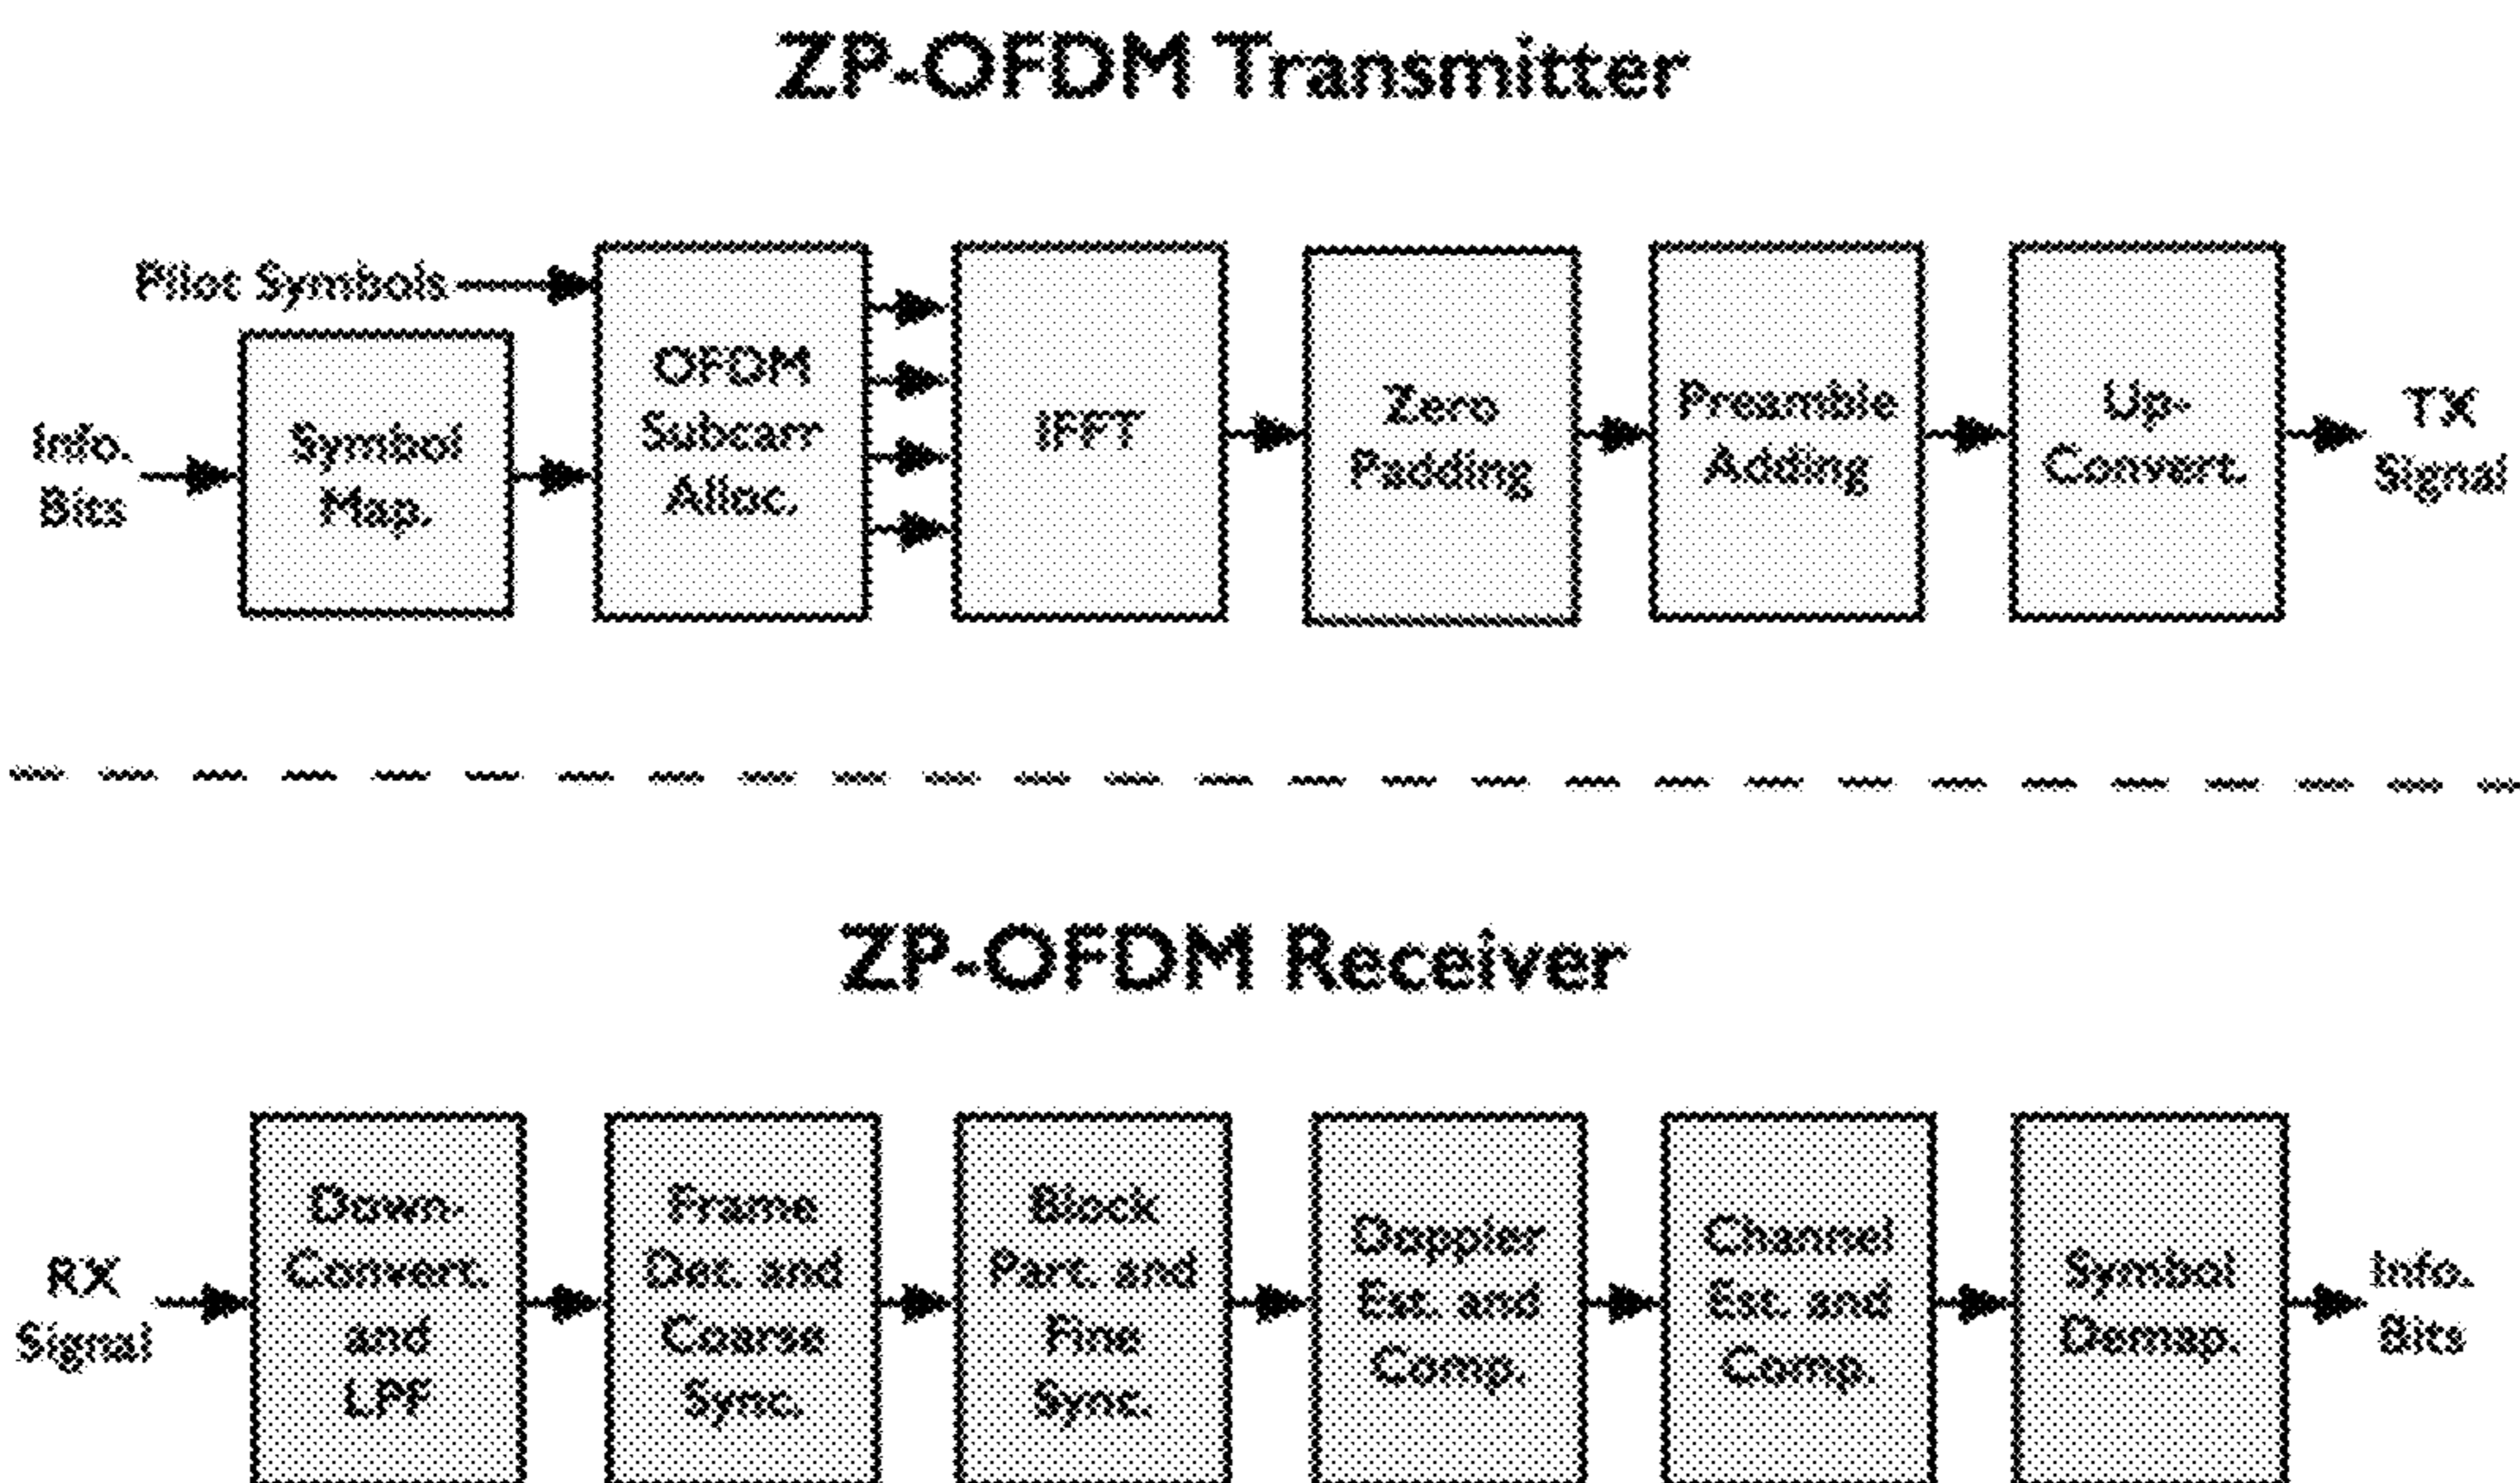 ZP-OFDM Transmitter
Pilot Symbols
Info.
Bits
Symbol
Map.
OFDM
Subcarr
Alloc.
IFFT
Zero
Padding
Preamble
Adding
Up-
Convert.
TX
Signal
ZP-OFDM Receiver
RX
Signal
Down-
Convert.
and
LPF
Frame
Det. and
Coarse
Sync.
Block
Part. and
Fine
Sync.
Doppler
Est. and
Comp.
Channel
Est. and
Comp.
Symbol
Demap.
Info.
Bits